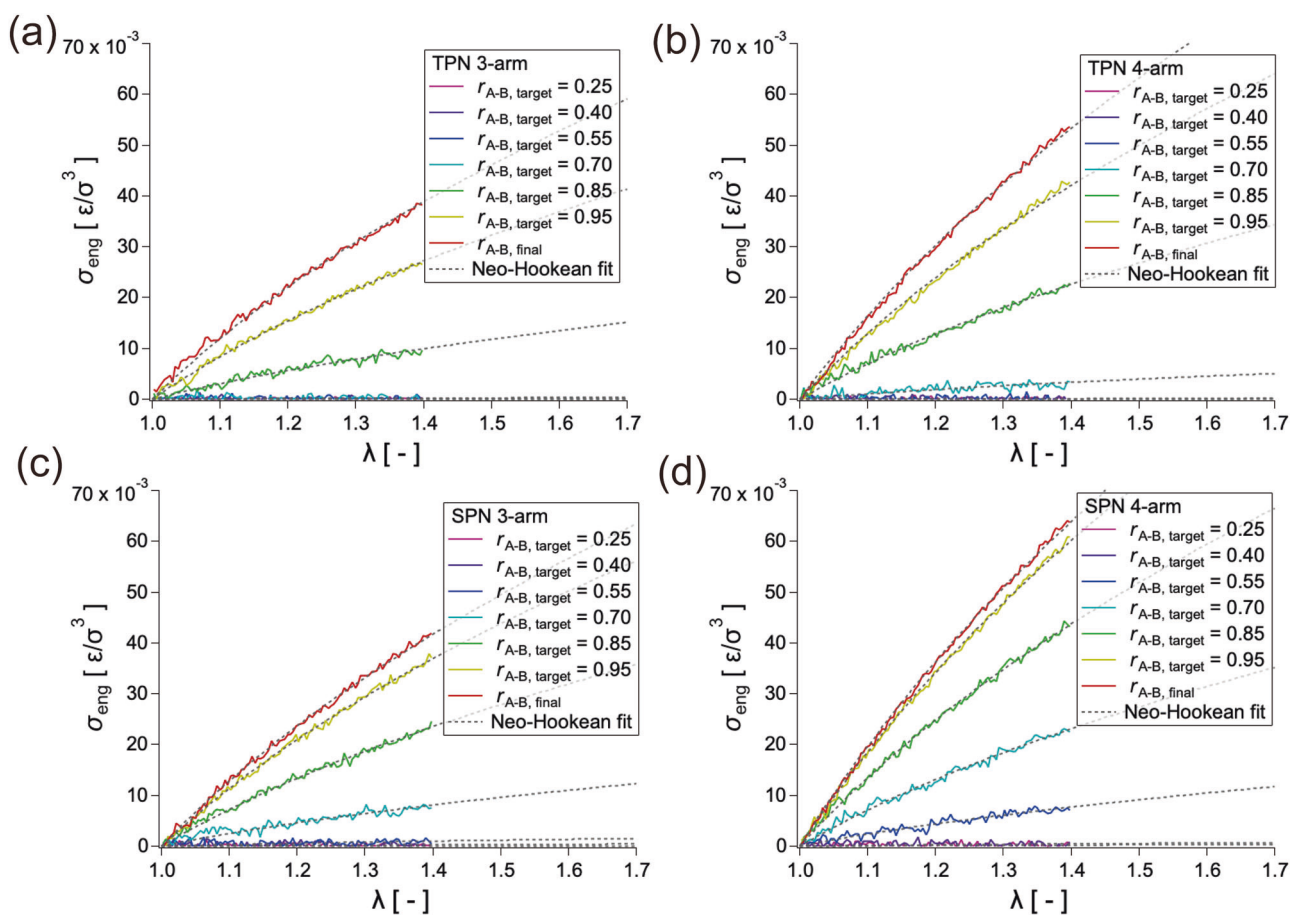 (a)
70 x 10⁻³
60
50
40
30
20
10
0
σeng [ ε/σ³ ]
1.0 1.1 1.2 1.3 1.4 1.5 1.6 1.7
λ [ - ]
TPN 3-arm
rA-B, target = 0.25
rA-B, target = 0.40
rA-B, target = 0.55
rA-B, target = 0.70
rA-B, target = 0.85
rA-B, target = 0.95
rA-B, final
Neo-Hookean fit
(b)
70 x 10⁻³
60
50
40
30
20
10
0
σeng [ ε/σ³ ]
1.0 1.1 1.2 1.3 1.4 1.5 1.6 1.7
λ [ - ]
TPN 4-arm
rA-B, target = 0.25
rA-B, target = 0.40
rA-B, target = 0.55
rA-B, target = 0.70
rA-B, target = 0.85
rA-B, target = 0.95
rA-B, final
Neo-Hookean fit
(c)
70 x 10⁻³
60
50
40
30
20
10
0
σeng [ ε/σ³ ]
1.0 1.1 1.2 1.3 1.4 1.5 1.6 1.7
λ [ - ]
SPN 3-arm
rA-B, target = 0.25
rA-B, target = 0.40
rA-B, target = 0.55
rA-B, target = 0.70
rA-B, target = 0.85
rA-B, target = 0.95
rA-B, final
Neo-Hookean fit
(d)
70 x 10⁻³
60
50
40
30
20
10
0
σeng [ ε/σ³ ]
1.0 1.1 1.2 1.3 1.4 1.5 1.6 1.7
λ [ - ]
SPN 4-arm
rA-B, target = 0.25
rA-B, target = 0.40
rA-B, target = 0.55
rA-B, target = 0.70
rA-B, target = 0.85
rA-B, target = 0.95
rA-B, final
Neo-Hookean fit